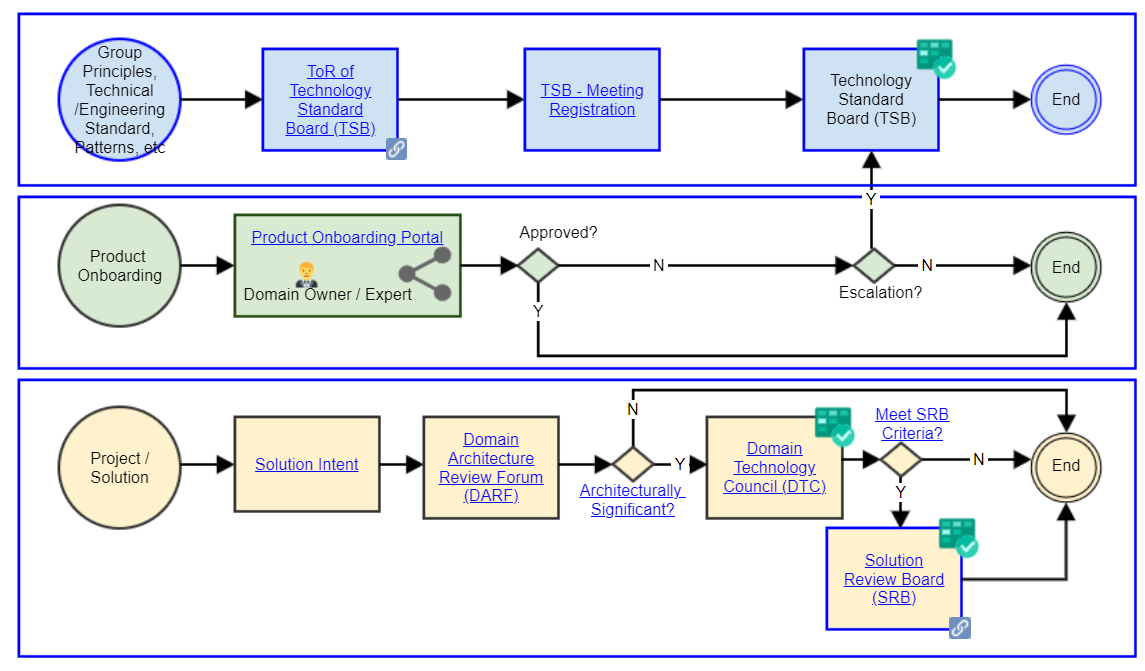 Group
Principles,
Technical
/Engineering
Standard,
Patterns, etc
ToR of
Technology
Standard
Board (TSB)
TSB - Meeting
Registration
Technology
Standard
Board (TSB)
End
Y
Product
Onboarding
Product Onboarding Portal
Domain Owner / Expert
Approved?
N
Y
Escalation?
N
End
Project /
Solution
Solution Intent
Domain
Architecture
Review Forum
(DARF)
N
Y
Architecturally
Significant?
Domain
Technology
Council (DTC)
Meet SRB
Criteria?
N
Y
End
Solution
Review Board
(SRB)